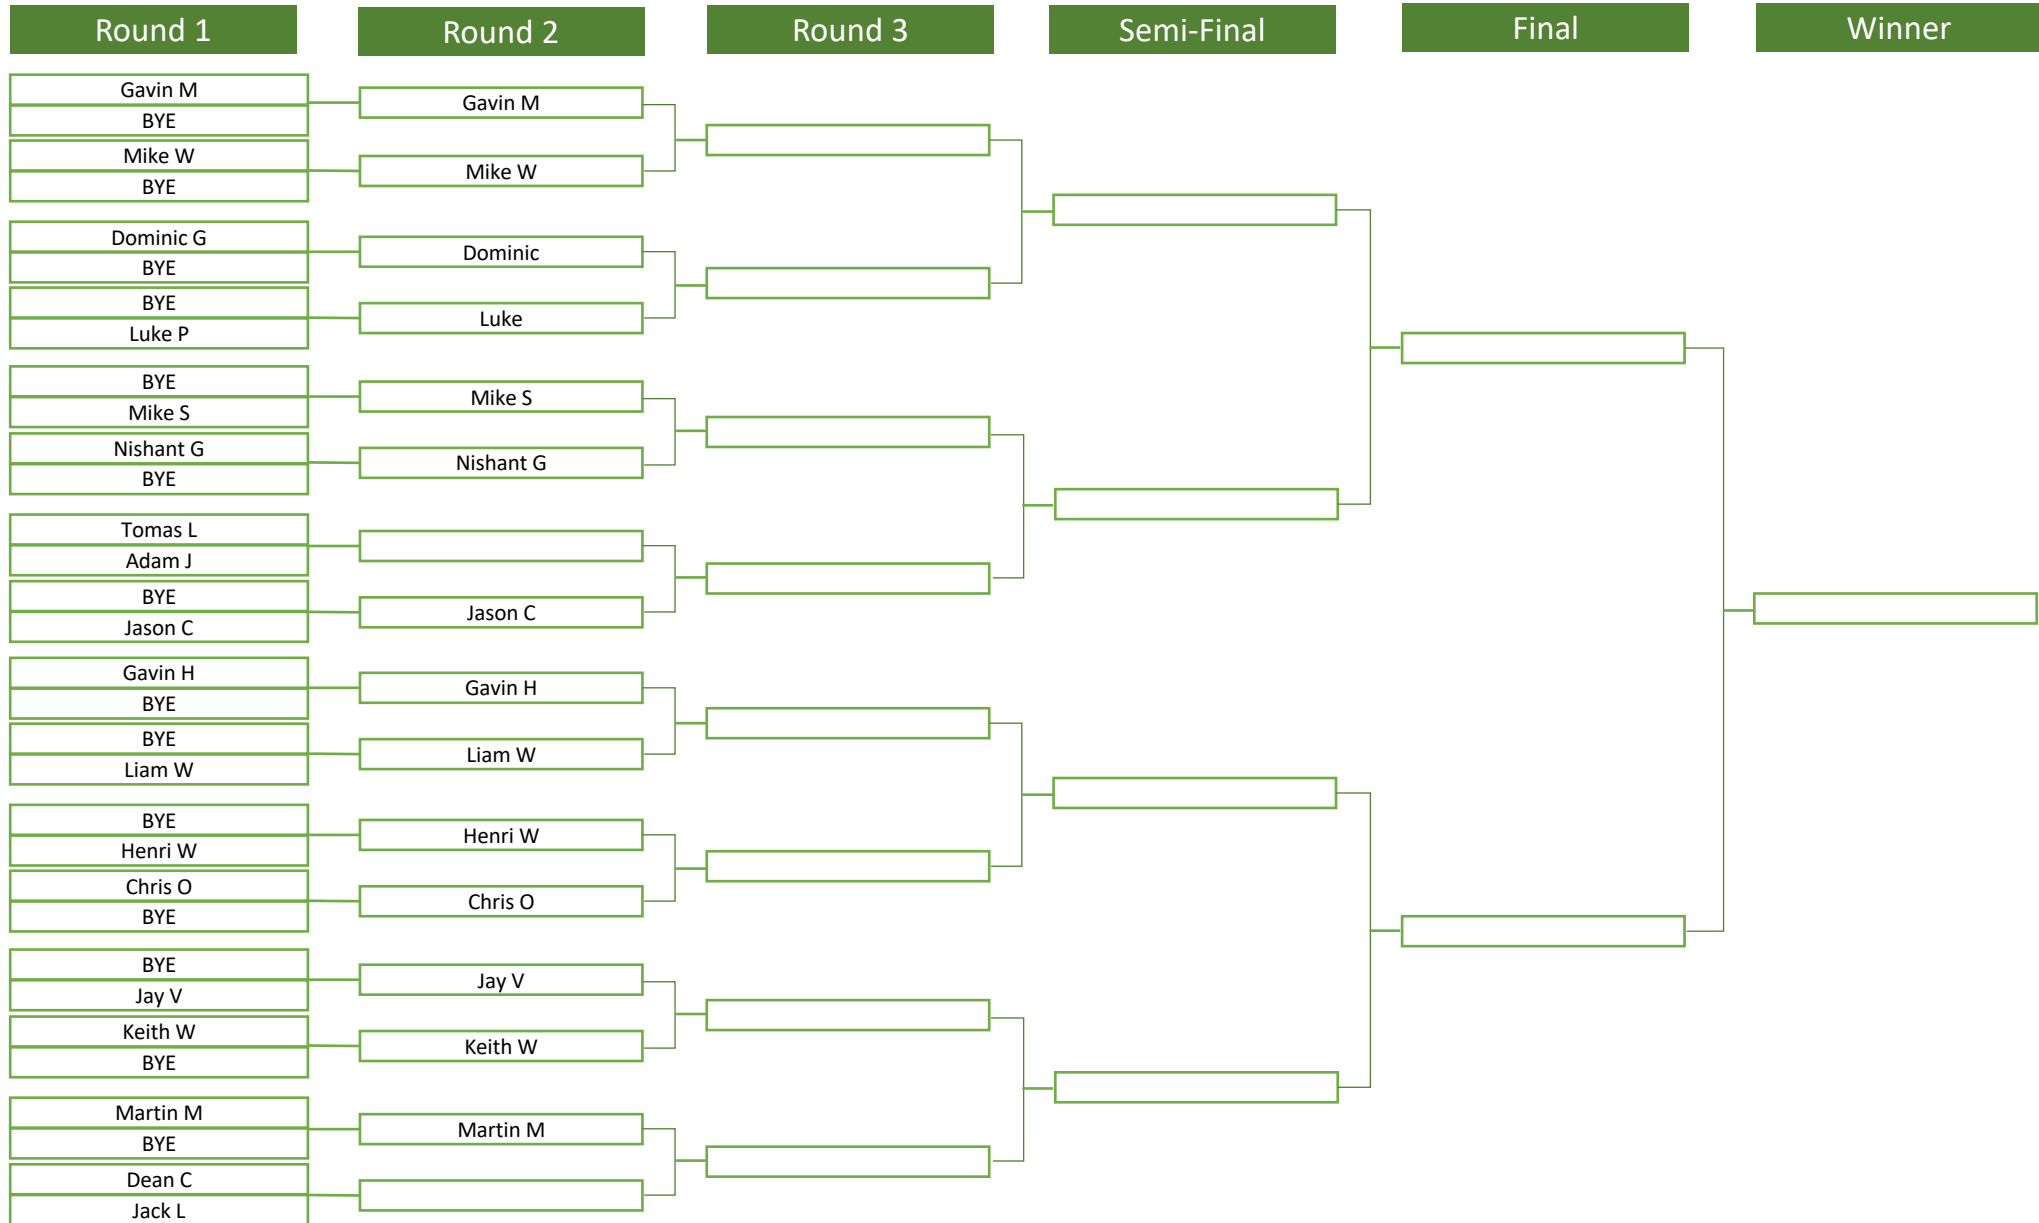 Round 1
Round 2
Round 3
Semi-Final
Final
Winner
Gavin M
BYE
Mike W
BYE
Dominic G
BYE
BYE
Luke P
BYE
Mike S
Nishant G
BYE
Tomas L
Adam J
BYE
Jason C
Gavin H
BYE
BYE
Liam W
BYE
Henri W
Chris O
BYE
BYE
Jay V
Keith W
BYE
Martin M
BYE
Dean C
Jack L
Gavin M
Mike W
Dominic
Luke
Mike S
Nishant G
Jason C
Gavin H
Liam W
Henri W
Chris O
Jay V
Keith W
Martin M